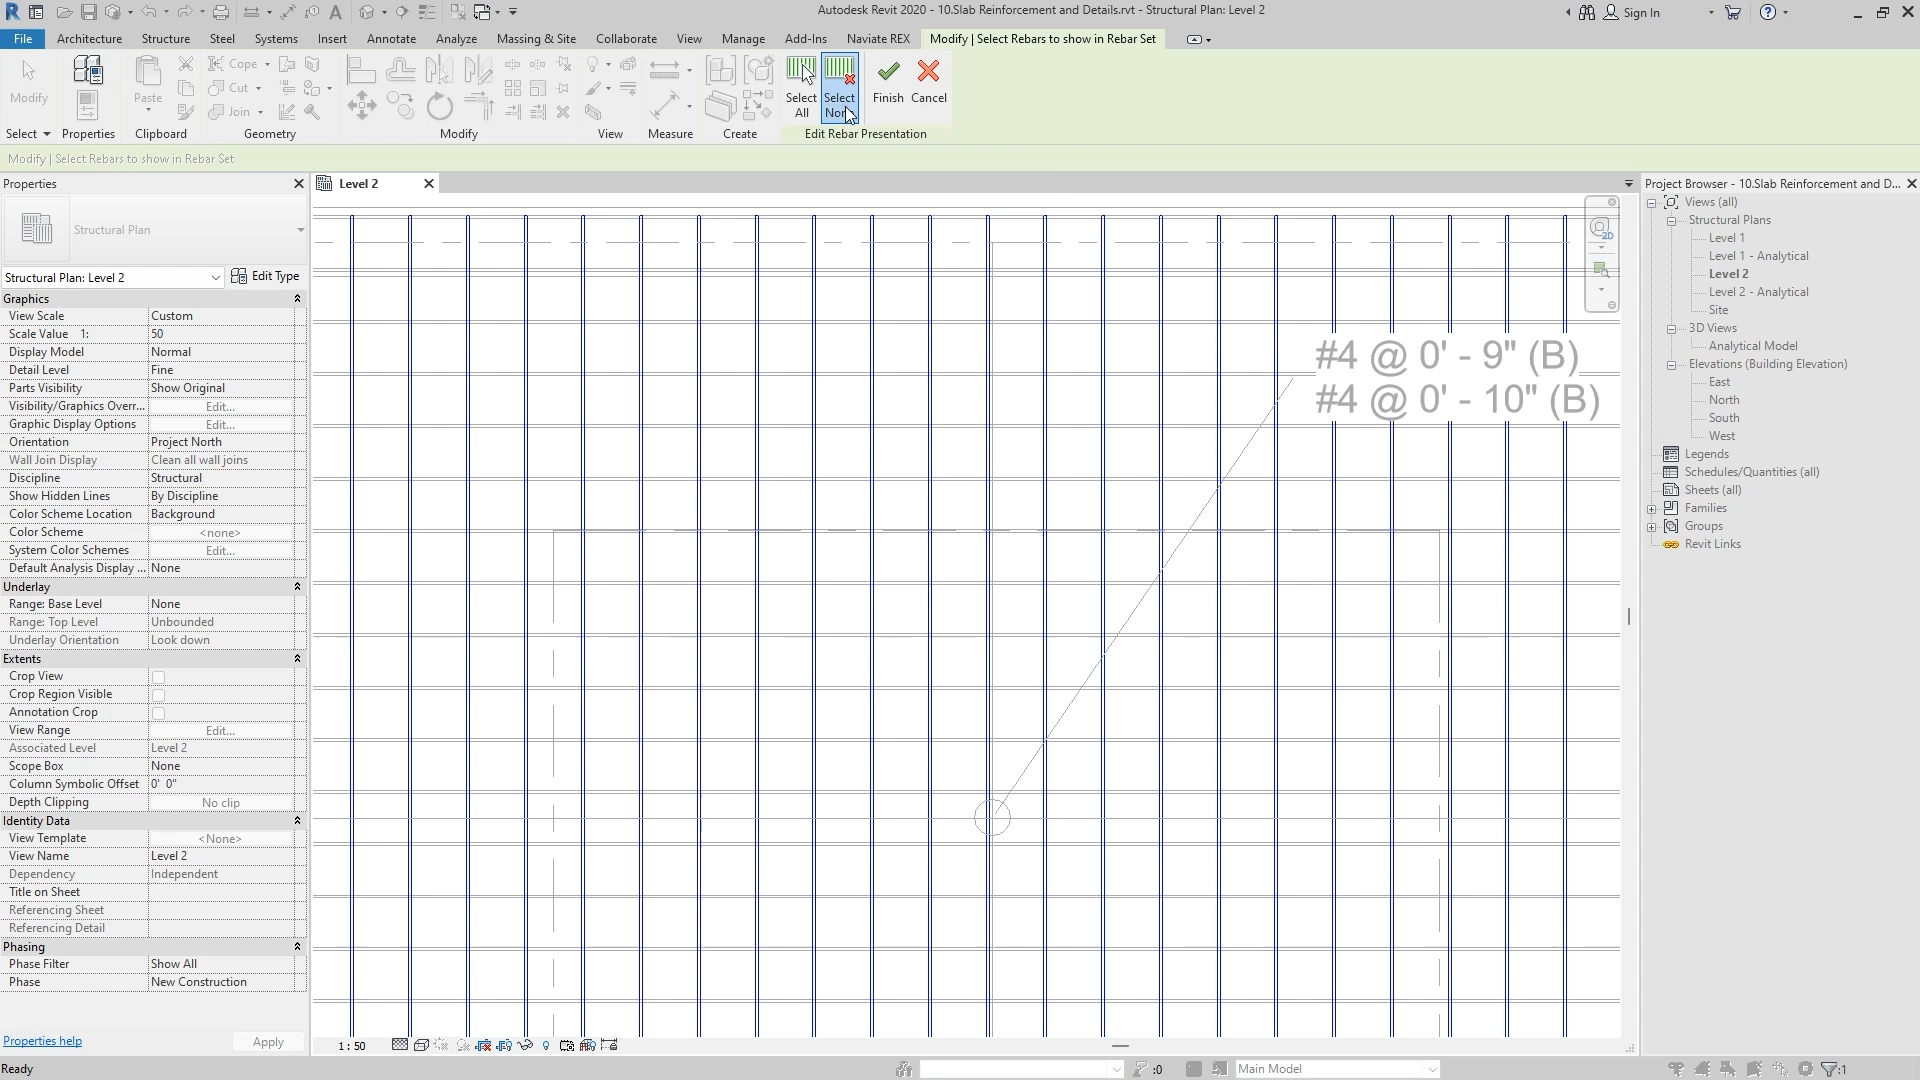 Autodesk Revit 2020 - 10.Slab Reinforcement and Details.rvt - Structural Plan: Level 2
Sign In
File Architecture Structure Steel Systems Insert Annotate Analyze Massing & Site Collaborate View Manage Add-Ins Naviate REX Modify | Select Rebars to show in Rebar Set
Cope
Cut
Join
Modify
Paste
Select All
Select
Finish
Cancel
Select Properties Clipboard Geometry Modify View Measure Create Edit Rebar Presentation
Modify | Select Rebars to show in Rebar Set
Properties
Structural Plan
Structural Plan: Level 2 Edit Type
Graphics
View Scale Custom
Scale Value 1: 50
Display Model Normal
Detail Level Fine
Parts Visibility Show Original
Visibility/Graphics Overr... Edit...
Graphic Display Options Edit...
Orientation Project North
Wall Join Display Clean all wall joins
Discipline Structural
Show Hidden Lines By Discipline
Color Scheme Location Background
Color Scheme <none>
System Color Schemes Edit...
Default Analysis Display ... None
Underlay
Range: Base Level None
Range: Top Level Unbounded
Underlay Orientation Look down
Extents
Crop View
Crop Region Visible
Annotation Crop
View Range Edit...
Associated Level Level 2
Scope Box None
Column Symbolic Offset 0' 0"
Depth Clipping No clip
Identity Data
View Template <None>
View Name Level 2
Dependency Independent
Title on Sheet
Referencing Sheet
Referencing Detail
Phasing
Phase Filter Show All
Phase New Construction
Properties help Apply
Level 2
2D
#4 @ 0' - 9" (B)
#4 @ 0' - 10" (B)
1 : 50
Project Browser - 10.Slab Reinforcement and D...
Views (all)
Structural Plans
Level 1
Level 1 - Analytical
Level 2
Level 2 - Analytical
Site
3D Views
Analytical Model
Elevations (Building Elevation)
East
North
South
West
Legends
Schedules/Quantities (all)
Sheets (all)
Families
Groups
Revit Links
Ready
:0
Main Model
:1